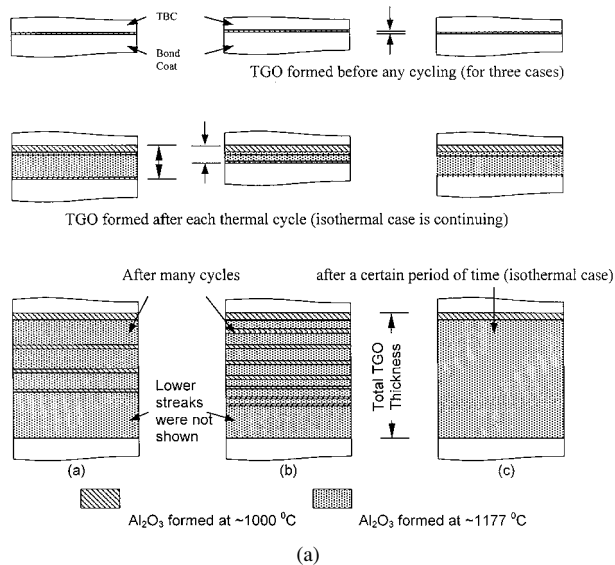 TBC
Bond
Coat
TGO formed before any cycling (for three cases)
TGO formed after each thermal cycle (isothermal case is continuing)
After many cycles
after a certain period of time (isothermal case)
Lower
streaks
were not
shown
Total TGO
Thickness
(a)
(b)
(c)
Al₂O₃ formed at ~1000 ⁰C
Al₂O₃ formed at ~1177 ⁰C
(a)